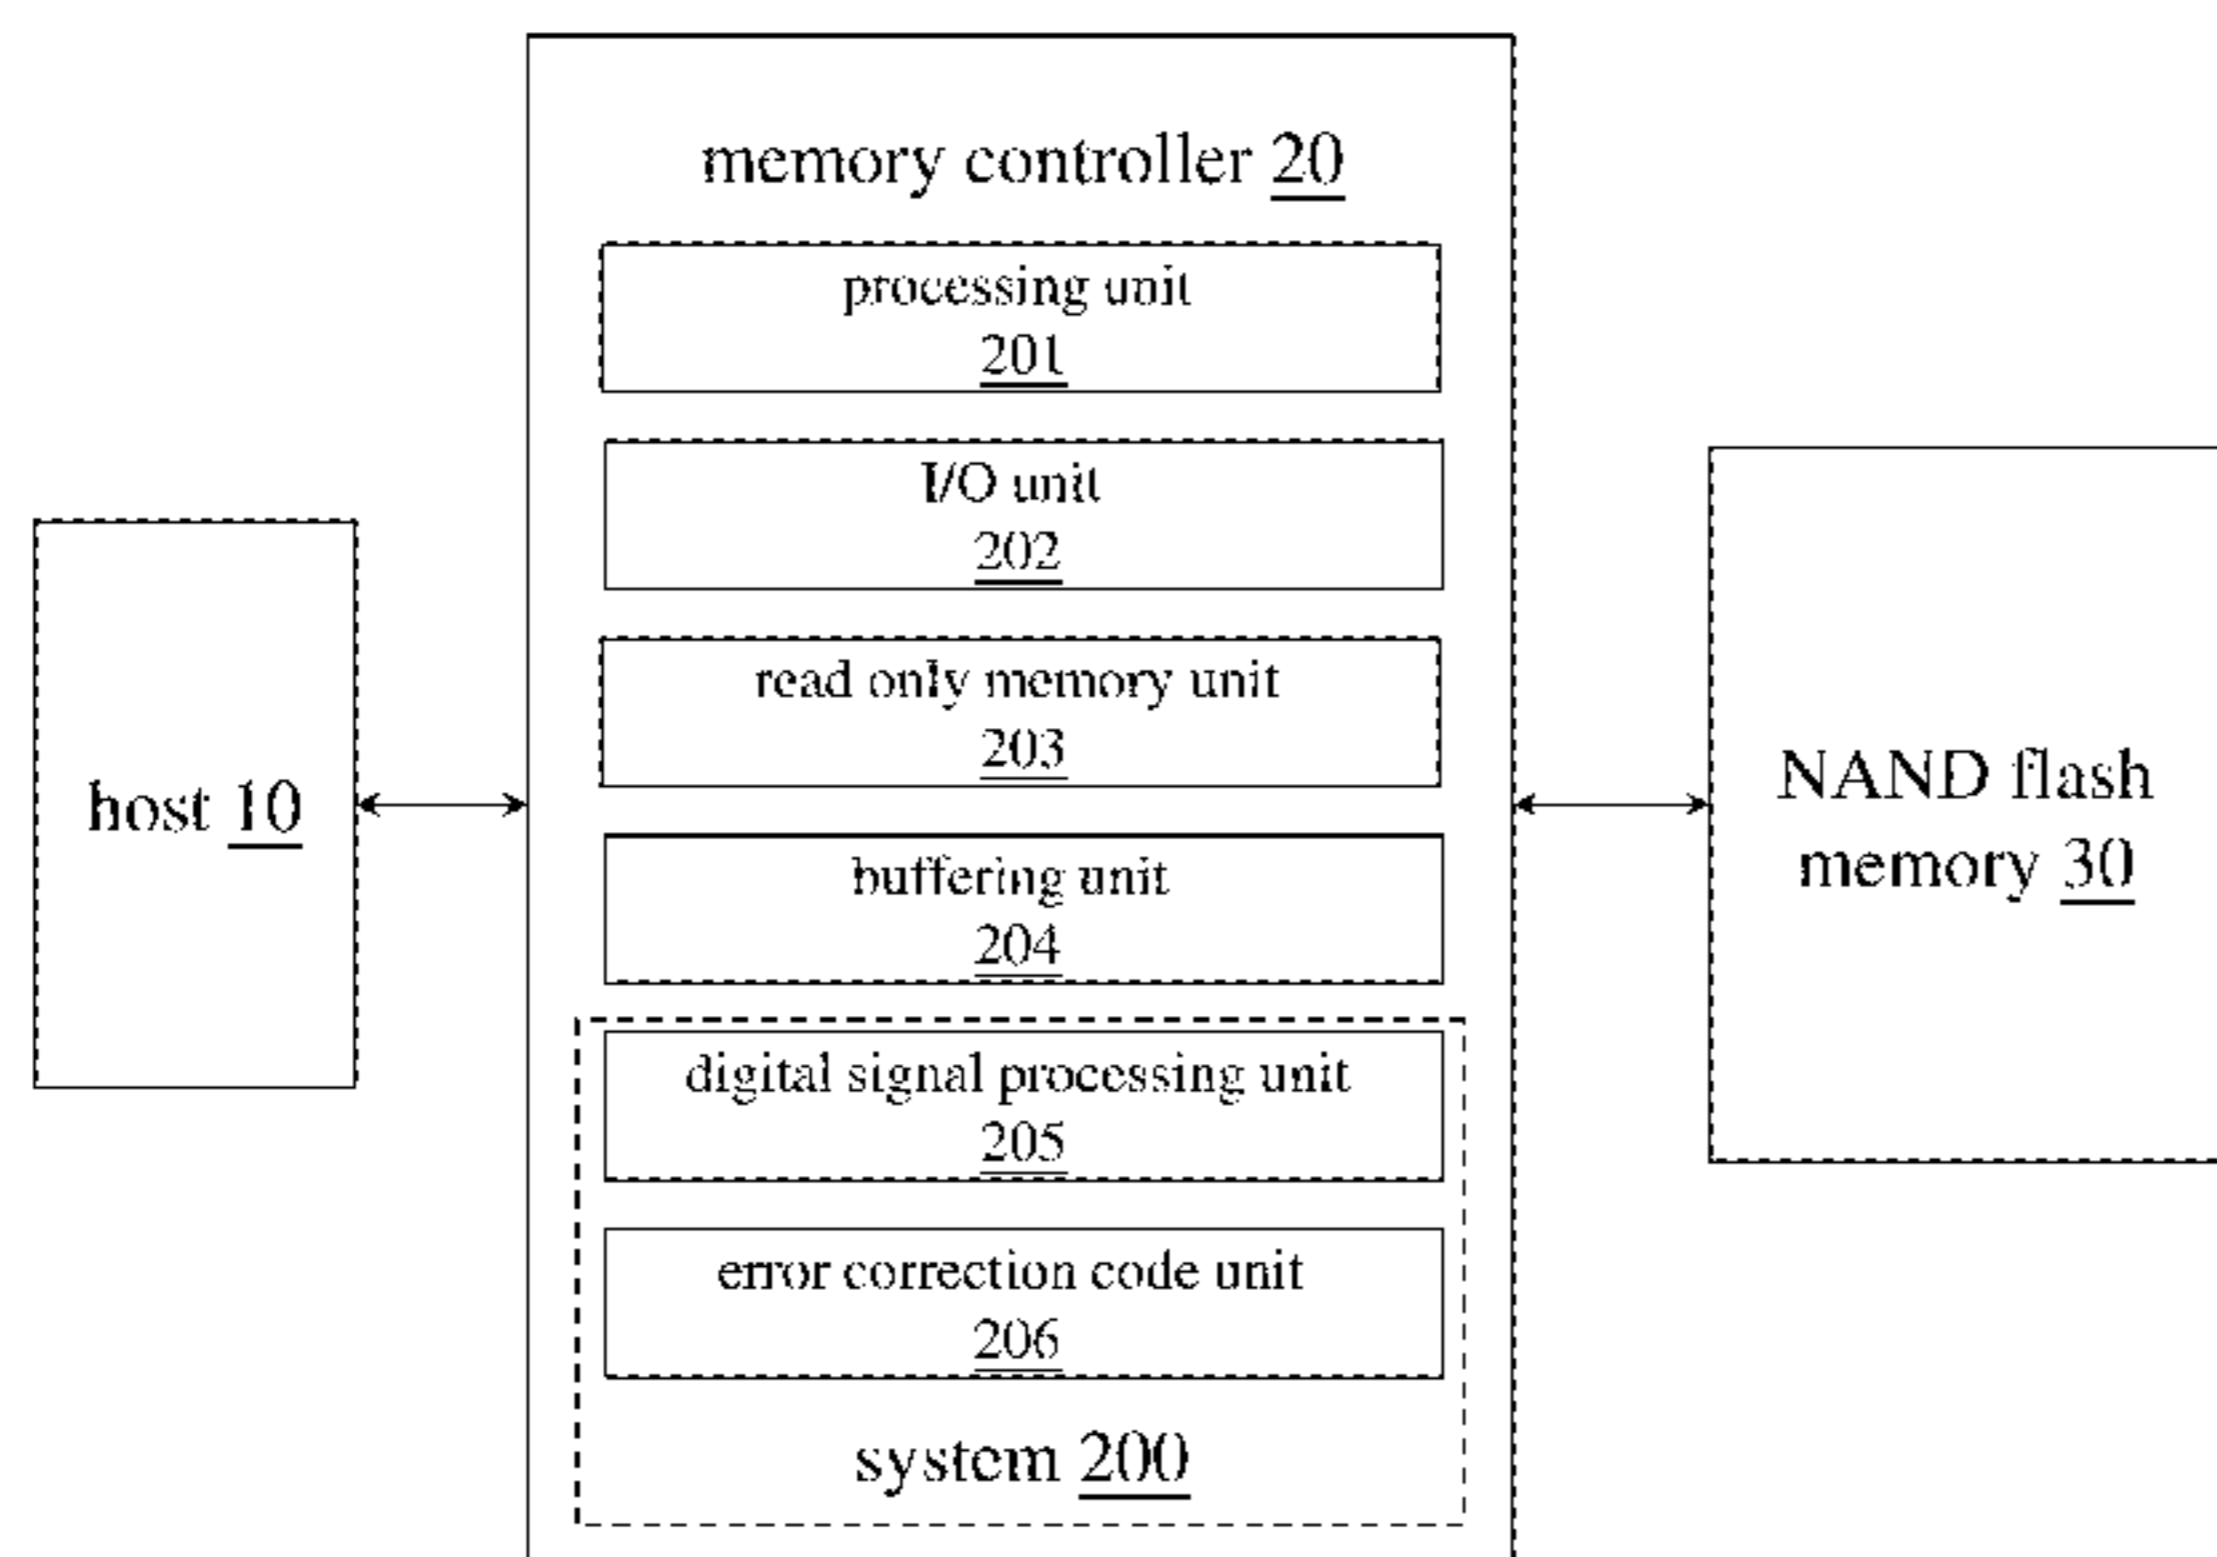 memory controller 20
processing unit
201
I/O unit
202
read only memory unit
203
host 10
NAND flash
memory 30
buffering unit
204
digital signal processing unit
205
error correction code unit
206
system 200